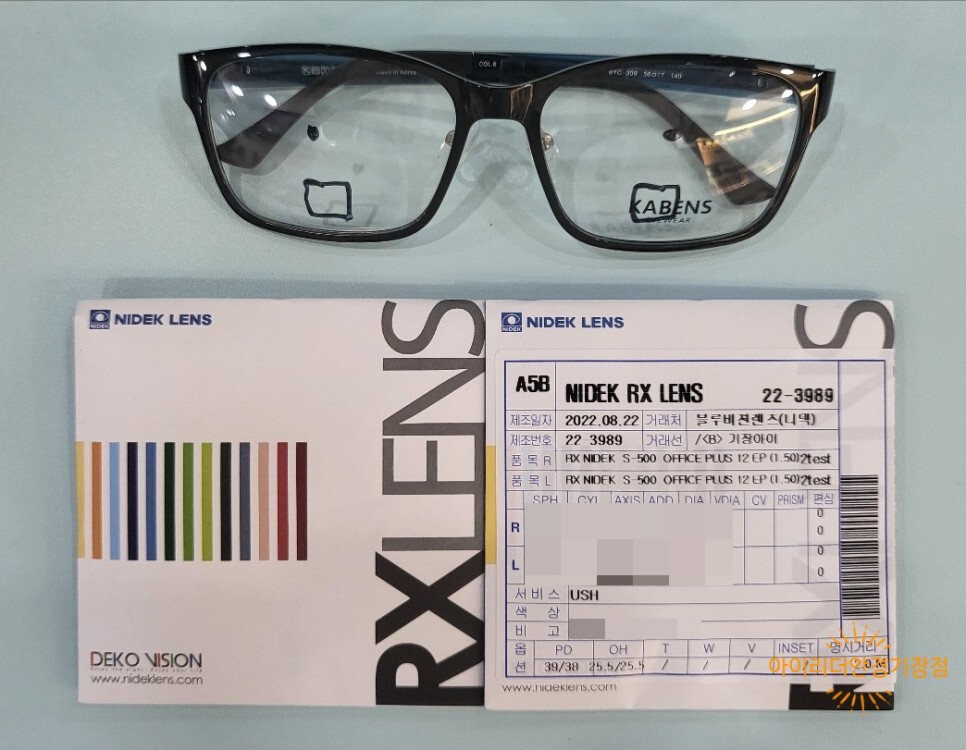 COL 6
KABENS
EYEWEAR
NIDEK LENS
RXLENS
DEKO VISION
www.nideklens.com
NIDEK LENS
A5B NIDEK RX LENS 22-3989
제조일자 2022.08.22 거래처 블루비젼렌즈(니덱)
제조번호 22-3989 거래선 /<B> 기장아이
품 목 R RX NIDEK S-500 OFFICE PLUS 12 EP (1.50)2test
품 목 L RX NIDEK S-500 OFFICE PLUS 12 EP (1.50)2test
SPH CYL AXIS ADD DIA VDIA CV PRISM 편심
R 0
0
L 0
0
서 비 스 USH
색 상
비 고
옵션 PD OH T W V INSET 명시거리
39/38 25.5/25.5 / / /
아이리더안경기장점
www.nideklens.com